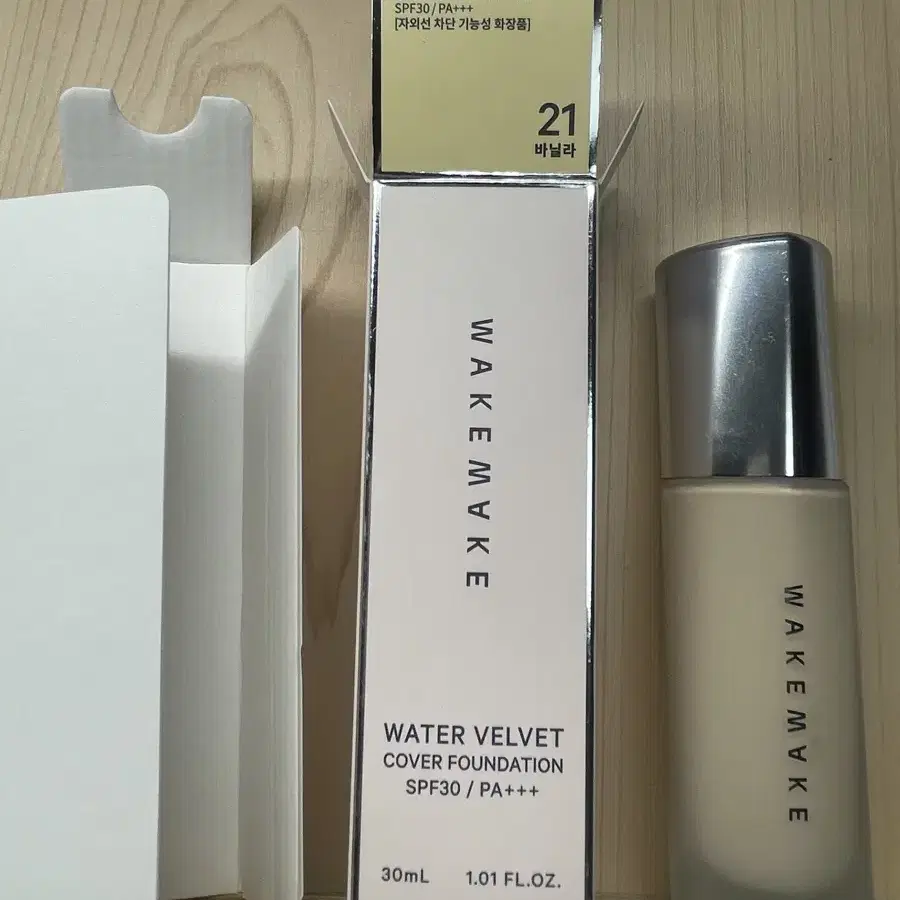 SPF30 / PA+++
[자외선 차단 기능성 화장품]
21
바닐라
WAKEMAKE
WATER VELVET
COVER FOUNDATION
SPF30 / PA+++
30mL 1.01 FL.OZ.
WAKEMAKE